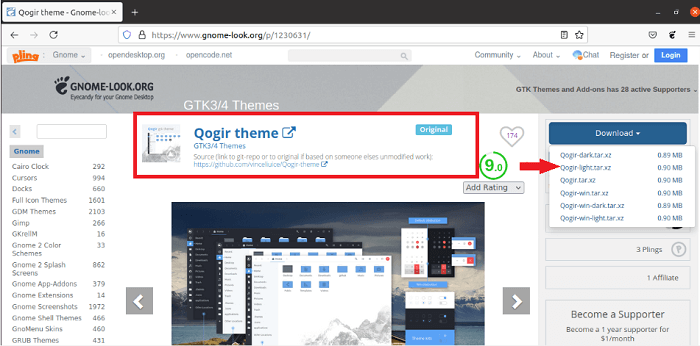 Qogir theme - gnome-look.
https://www.gnome-look.org/p/1230631/
Pling
Gnome
opendesktop.org
opencode.net
Community
About
Chat
Register or
Login
GNOME-LOOK.ORG
Eyecandy for your Gnome Desktop
GTK Themes and Add-ons has 28 active Supporters
GTK3/4 Themes
Gnome
Cairo Clock 292
Cursors 994
Docks 660
Full Icon Themes 1601
GDM Themes 2103
Gimp 266
GKrellM 16
Gnome 2 Color 33
Schemes
Gnome 2 Splash 862
Screens
Gnome App-Addons 379
Gnome Extensions 14
Gnome Screenshots 1972
Gnome Shell Themes 666
GnoMenu Skins 460
GRUB Themes 431
Qogir theme
Original
GTK3/4 Themes
Source (link to git-repo or to original if based on someone elses unmodified work):
https://github.com/vinceliuice/Qogir-theme
174
9.0
Add Rating
Download
Qogir-dark.tar.xz 0.89 MB
Qogir-light.tar.xz 0.90 MB
Qogir.tar.xz 0.90 MB
Qogir-win.tar.xz 0.90 MB
Qogir-win-dark.tar.xz 0.89 MB
Qogir-win-light.tar.xz 0.90 MB
3 Plings
?
1 Affiliate
Become a Supporter
Become a 1 year supporter for
$1/month